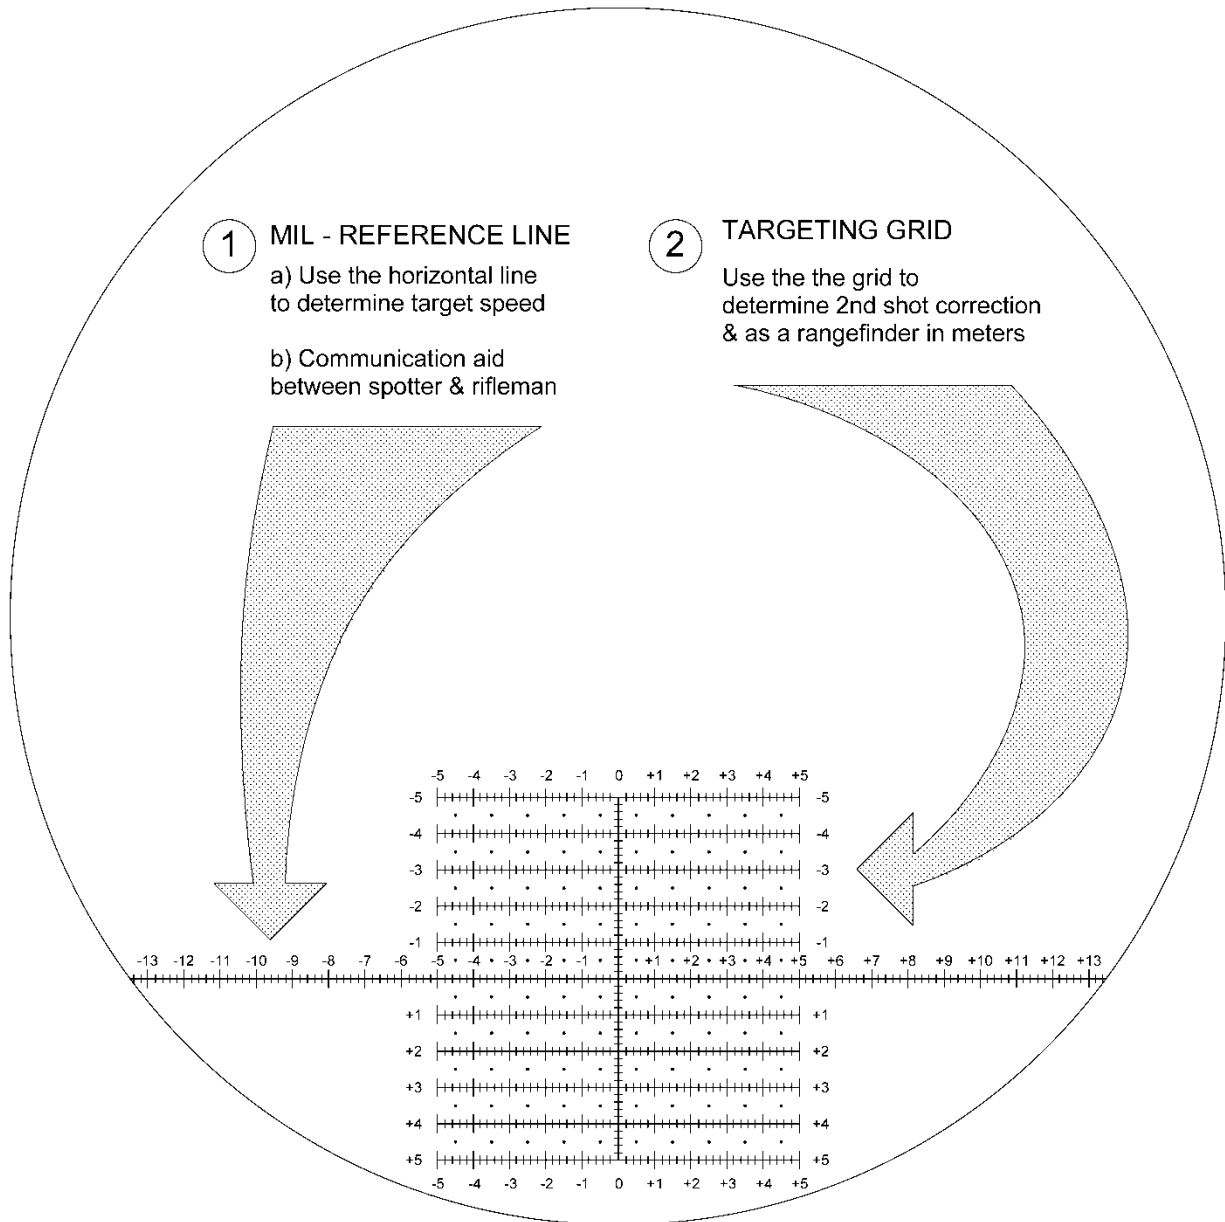 1 MIL - REFERENCE LINE
a) Use the horizontal line
to determine target speed
b) Communication aid
between spotter & rifleman
2 TARGETING GRID
Use the the grid to
determine 2nd shot correction
& as a rangefinder in meters
-5 -4 -3 -2 -1 0 +1 +2 +3 +4 +5
-5 -5
-4 -4
-3 -3
-2 -2
-1 -1
-13 -12 -11 -10 -9 -8 -7 -6 -5 -4 -3 -2 -1 0 +1 +2 +3 +4 +5 +6 +7 +8 +9 +10 +11 +12 +13
+1 +1
+2 +2
+3 +3
+4 +4
+5 +5
-5 -4 -3 -2 -1 0 +1 +2 +3 +4 +5